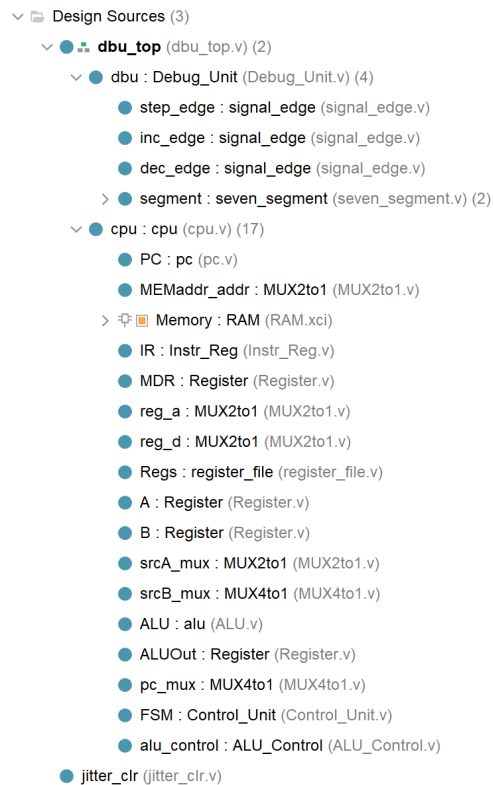 Design Sources (3)
dbu_top (dbu_top.v) (2)
dbu : Debug_Unit (Debug_Unit.v) (4)
step_edge : signal_edge (signal_edge.v)
inc_edge : signal_edge (signal_edge.v)
dec_edge : signal_edge (signal_edge.v)
segment : seven_segment (seven_segment.v) (2)
cpu : cpu (cpu.v) (17)
PC : pc (pc.v)
MEMaddr_addr : MUX2to1 (MUX2to1.v)
Memory : RAM (RAM.xci)
IR : Instr_Reg (Instr_Reg.v)
MDR : Register (Register.v)
reg_a : MUX2to1 (MUX2to1.v)
reg_d : MUX2to1 (MUX2to1.v)
Regs : register_file (register_file.v)
A : Register (Register.v)
B : Register (Register.v)
srcA_mux : MUX2to1 (MUX2to1.v)
srcB_mux : MUX4to1 (MUX4to1.v)
ALU : alu (ALU.v)
ALUOut : Register (Register.v)
pc_mux : MUX4to1 (MUX4to1.v)
FSM : Control_Unit (Control_Unit.v)
alu_control : ALU_Control (ALU_Control.v)
jitter_clr (jitter_clr.v)